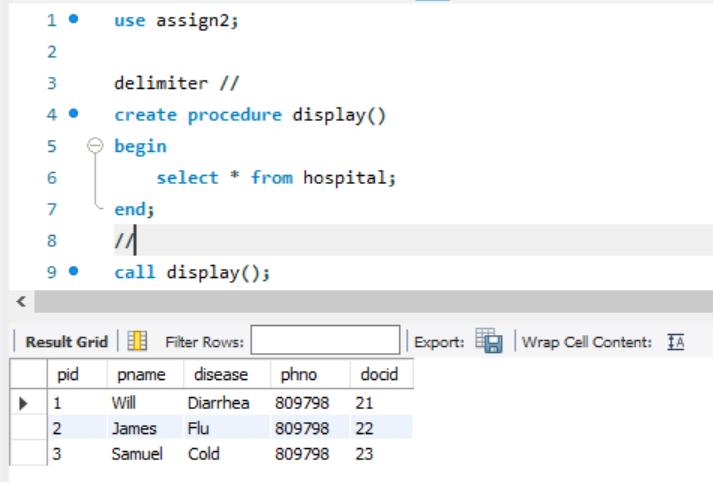 1 use assign2;
2
3 delimiter //
4 create procedure display()
5 begin
6 select * from hospital;
7 end;
8 //
9 call display();
Result Grid Filter Rows: Export: Wrap Cell Content: IA
pid pname disease phno docid
1 Will Diarrhea 809798 21
2 James Flu 809798 22
3 Samuel Cold 809798 23